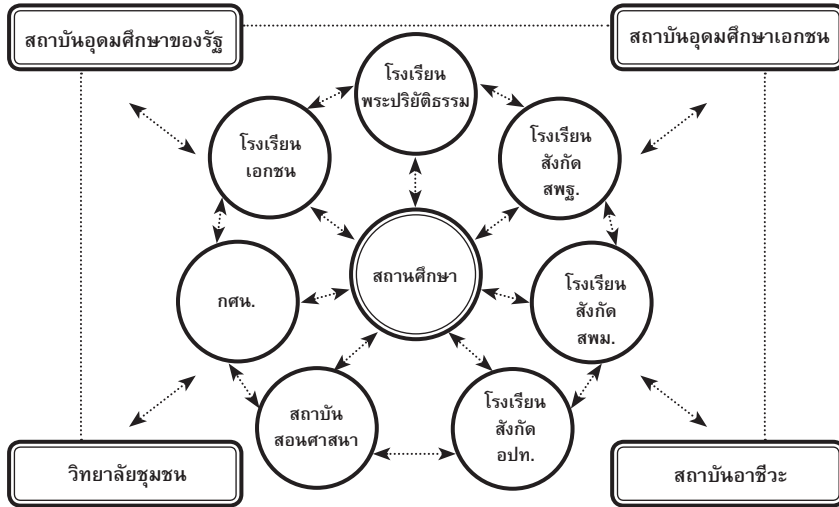 สถาบันอุดมศึกษาของรัฐ
สถาบันอุดมศึกษาเอกชน
โรงเรียน
พระปริยัติธรรม
โรงเรียน
เอกชน
โรงเรียน
สังกัด
สพฐ.
สถานศึกษา
กศน.
โรงเรียน
สังกัด
สพม.
สถาบัน
สอนศาสนา
โรงเรียน
สังกัด
อปท.
วิทยาลัยชุมชน
สถาบันอาชีวะ